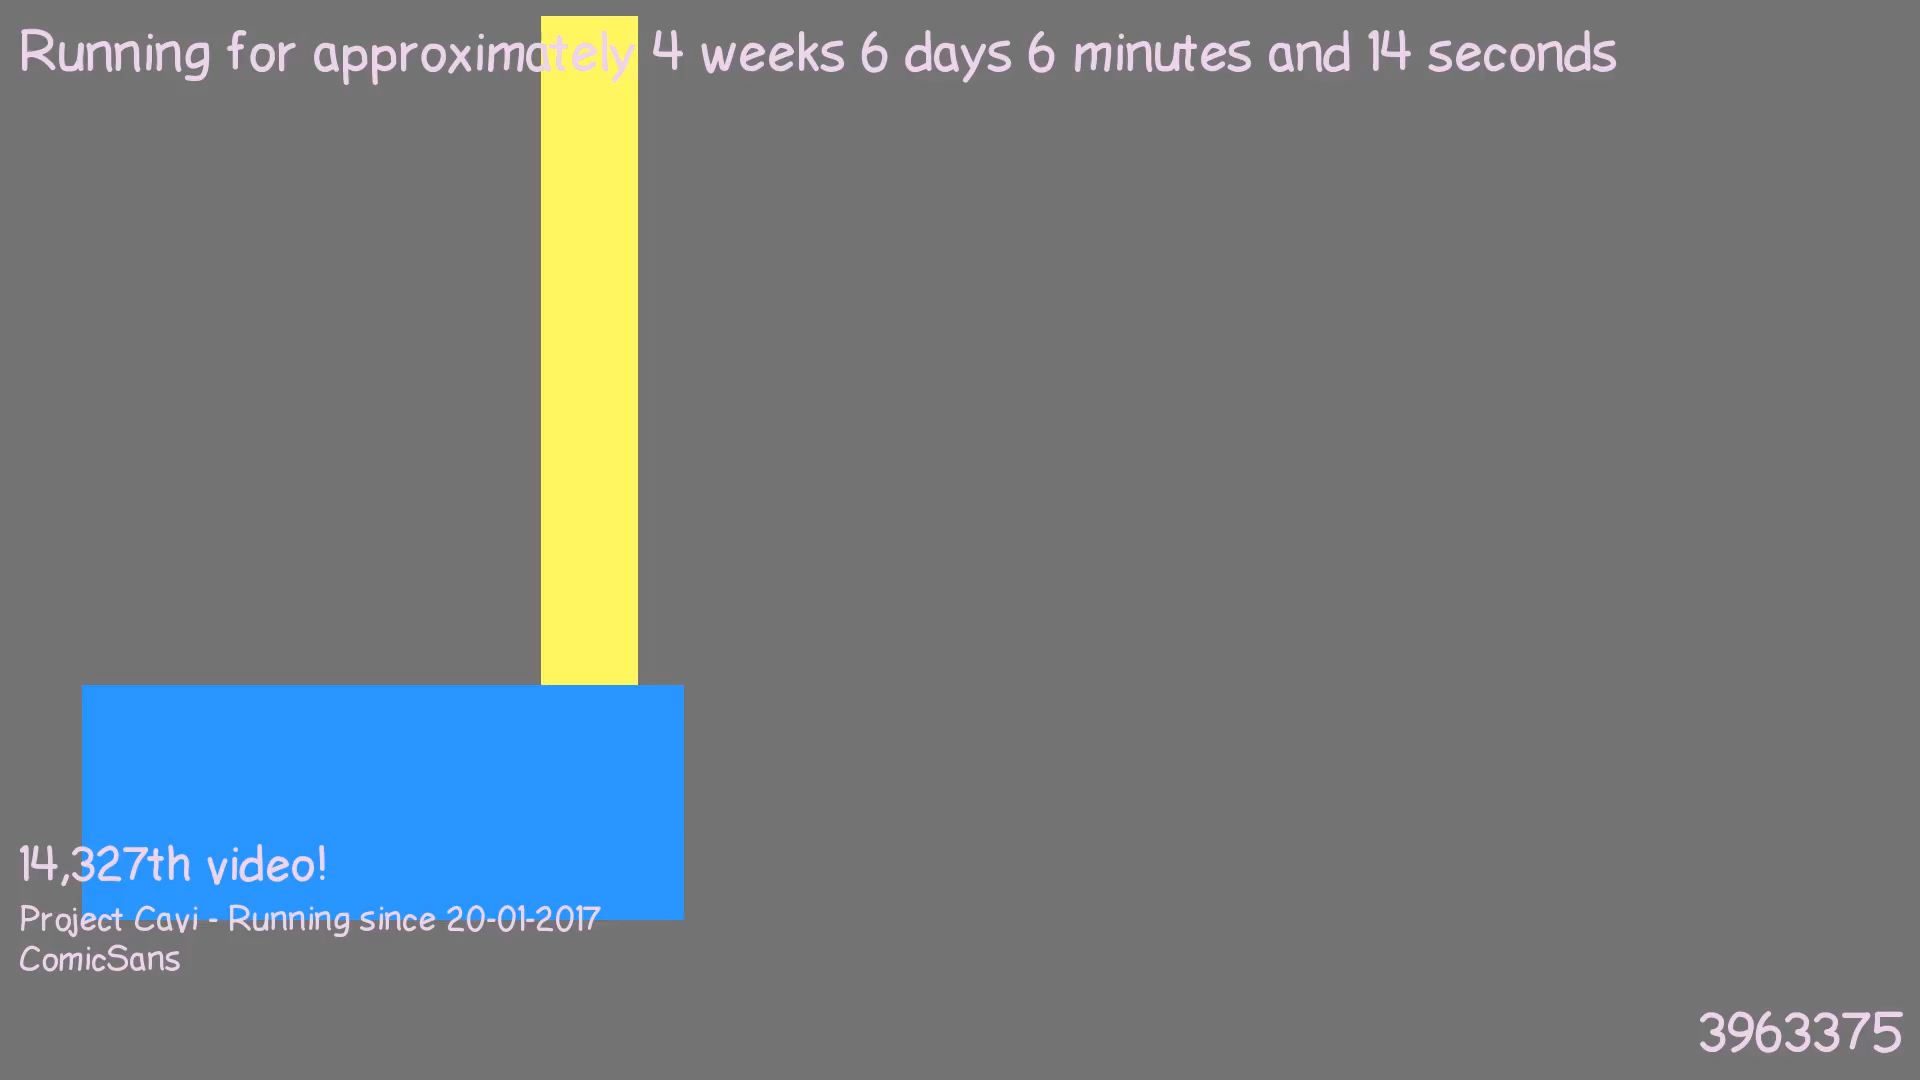 Running for approximately 4 weeks 6 days 6 minutes and 14 seconds
14,327th video!
Project Cavi - Running since 20-01-2017
ComicSans
3963375